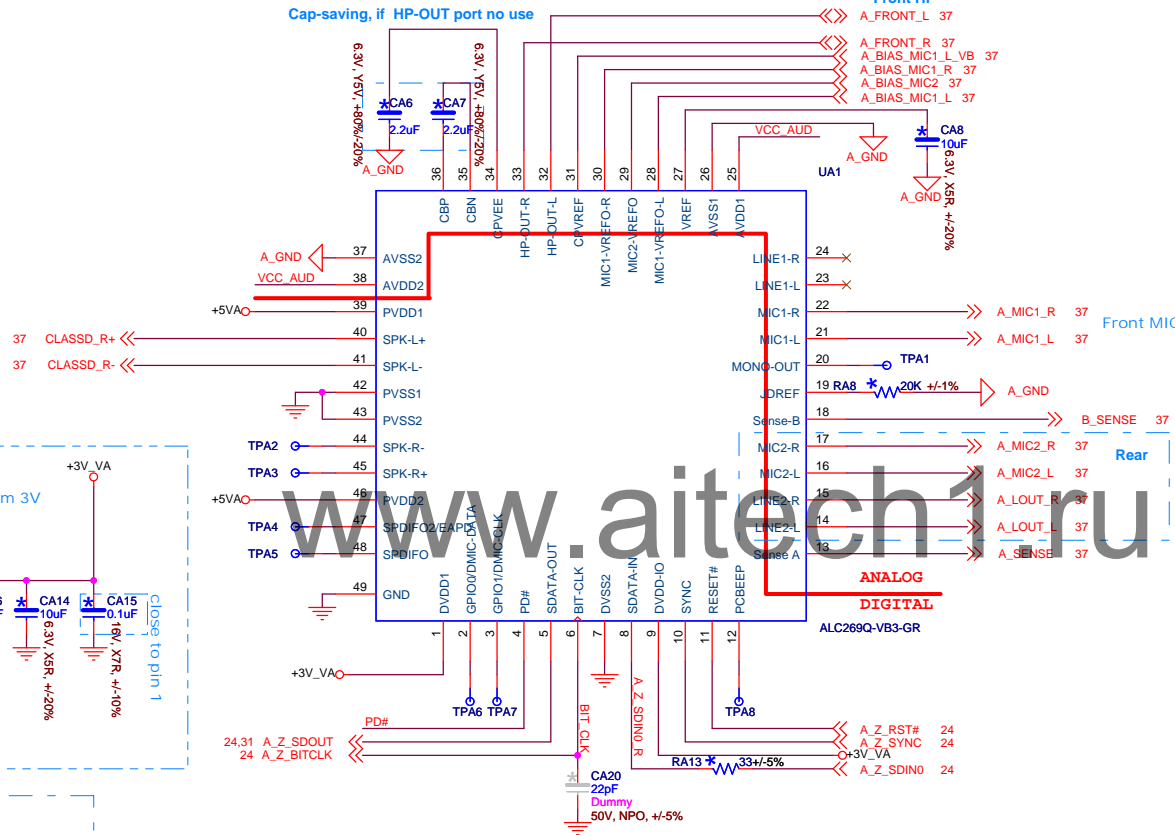 Cap-saving, if HP-OUT port no use
Front HP
A_FRONT_L 37
A_FRONT_R 37
A_BIAS_MIC1_L_VB 37
A_BIAS_MIC1_R 37
A_BIAS_MIC2 37
A_BIAS_MIC1_L 37
6.3V, Y5V, +80%/-20%
CA6
2.2uF
6.3V, Y5V, +80%/-20%
CA7
2.2uF
A_GND
VCC_AUD
A_GND
CA8
10uF
6.3V, X5R, +/-20%
A_GND
UA1
36
35
34
33
32
31
30
29
28
27
26
25
CBP
CBN
CPVEE
HP-OUT-R
HP-OUT-L
CPVREF
MIC1-VREFO-R
MIC2-VREFO
MIC1-VREFO-L
VREF
AVSS1
AVDD1
A_GND 37 AVSS2
VCC_AUD 38 AVDD2
+5VA 39 PVDD1
37 CLASSD_R+ 40 SPK-L+
37 CLASSD_R- 41 SPK-L-
42 PVSS1
43 PVSS2
TPA2 44 SPK-R-
TPA3 45 SPK-R+
+5VA 46 PVDD2
TPA4 47 SPDIFO2/EAPD
TPA5 48 SPDIFO
49 GND
LINE1-R 24
LINE1-L 23
MIC1-R 22 A_MIC1_R 37
MIC1-L 21 A_MIC1_L 37
Front MIC
MONO-OUT 20 TPA1
JDREF 19 RA8 20K +/-1% A_GND
Sense-B 18 B_SENSE 37
MIC2-R 17 A_MIC2_R 37
Rear
MIC2-L 16 A_MIC2_L 37
LINE2-R 15 A_LOUT_R 37
LINE2-L 14 A_LOUT_L 37
Sense A 13 A_SENSE 37
www.aitech1.ru
ANALOG
DIGITAL
ALC269Q-VB3-GR
DVDD1
GPIO0/DMIC-DATA
GPIO1/DMIC-CLK
PD#
SDATA-OUT
BIT-CLK
DVSS2
SDATA-IN
DVDD-IO
SYNC
RESET#
PCBEEP
1
2
3
4
5
6
7
8
9
10
11
12
+3V_VA
m 3V
CA14
10uF
6.3V, X5R, +/-20%
CA15
0.1uF
16V, X7R, +/-10%
close to pin 1
+3V_VA
TPA6
TPA7
TPA8
PD#
24,31 A_Z_SDOUT
24 A_Z_BITCLK
BIT_CLK
A_Z_SDIN0_R
A_Z_RST# 24
A_Z_SYNC 24
+3V_VA
RA13 33+/-5%
A_Z_SDIN0 24
CA20
22pF
Dummy
50V, NPO, +/-5%